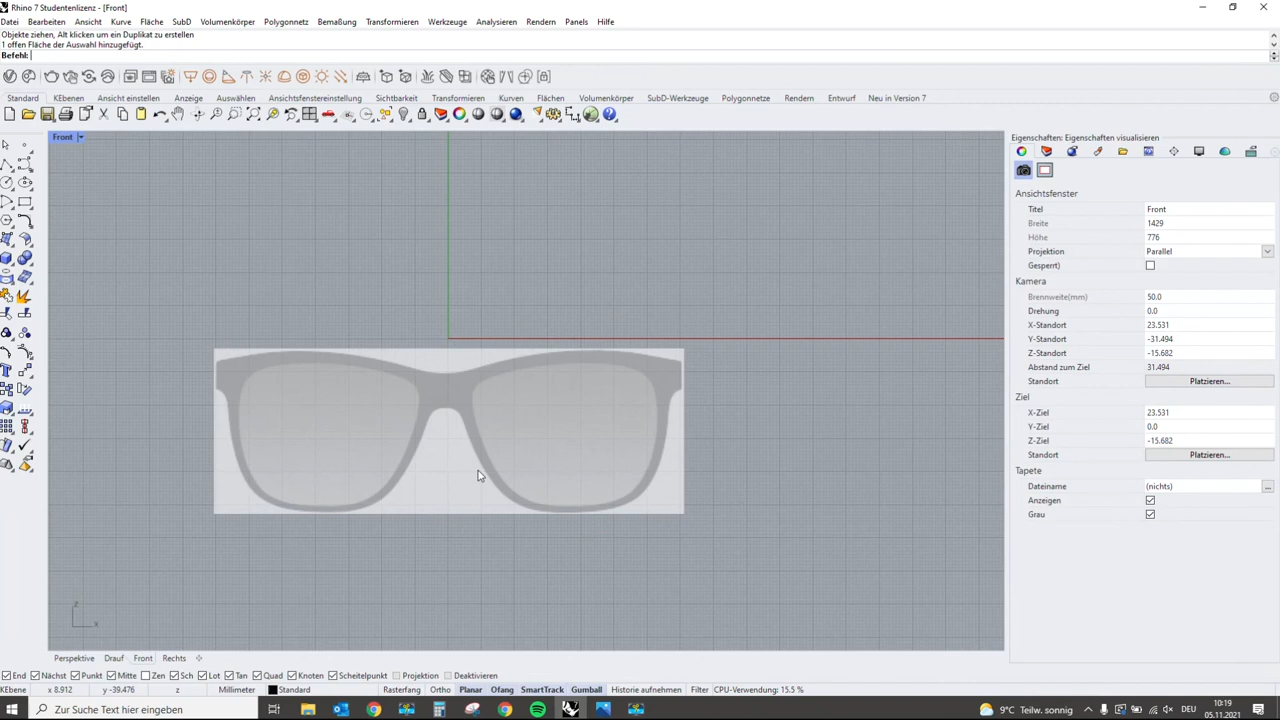 Rhino 7 Studentenlizenz - [Front]
Datei Bearbeiten Ansicht Kurve Fläche SubD Volumenkörper Polygonnetz Bemaßung Transformieren Werkzeuge Analysieren Rendern Panels Hilfe
Objekte ziehen, Alt klicken um ein Duplikat zu erstellen
1 offen Fläche der Auswahl hinzugefügt.
Befehl:
Standard KEbenen Ansicht einstellen Anzeige Auswählen Ansichtsfenstereinstellung Sichtbarkeit Transformieren Kurven Flächen Volumenkörper SubD-Werkzeuge Polygonnetze Rendern Entwurf Neu in Version 7
Front
Eigenschaften: Eigenschaften visualisieren
Ansichtsfenster
Titel Front
Breite 1429
Höhe 776
Projektion Parallel
Gesperrt)
Kamera
Brennweite(mm) 50.0
Drehung 0.0
X-Standort 23.531
Y-Standort -31.494
Z-Standort -15.682
Abstand zum Ziel 31.494
Standort Platzieren...
Ziel
X-Ziel 23.531
Y-Ziel 0.0
Z-Ziel -15.682
Standort Platzieren...
Tapete
Dateiname (nichts) ...
Anzeigen
Grau
z
x
Perspektive Drauf Front Rechts
End Nächst Punkt Mitte Zen Sch Lot Tan Quad Knoten Scheitelpunkt Projektion Deaktivieren
KEbene x 8.912 y -39.476 z Millimeter Standard Rasterfang Ortho Planar Ofang SmartTrack Gumball Historie aufnehmen Filter CPU-Verwendung: 15.5 %
Zur Suche Text hier eingeben 9°C Teilw. sonnig DEU 10:19
05.11.2021